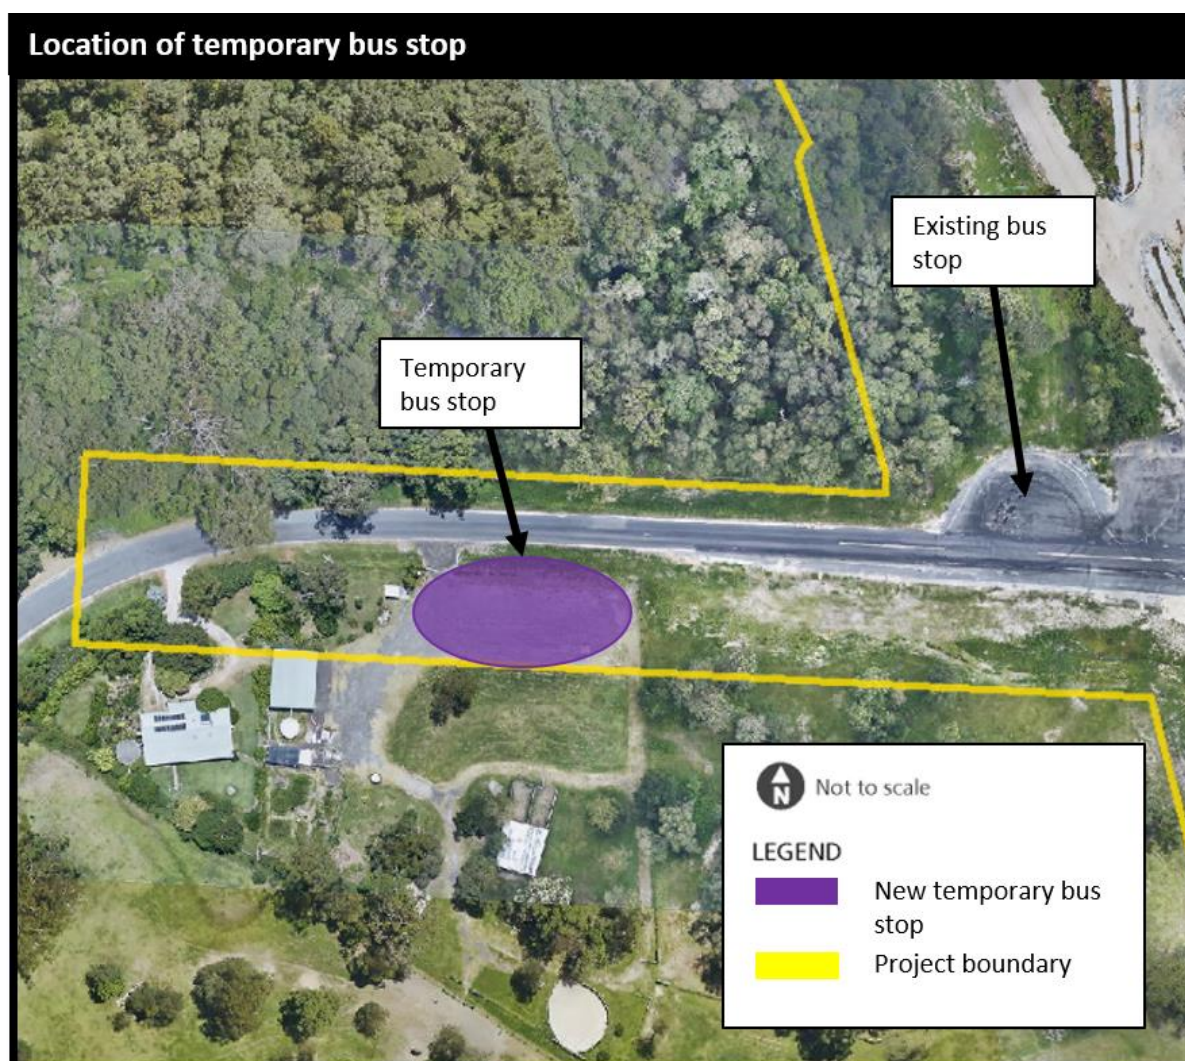 Location of temporary bus stop
Existing bus
stop
Temporary
bus stop
N
Not to scale
LEGEND
New temporary bus
stop
Project boundary